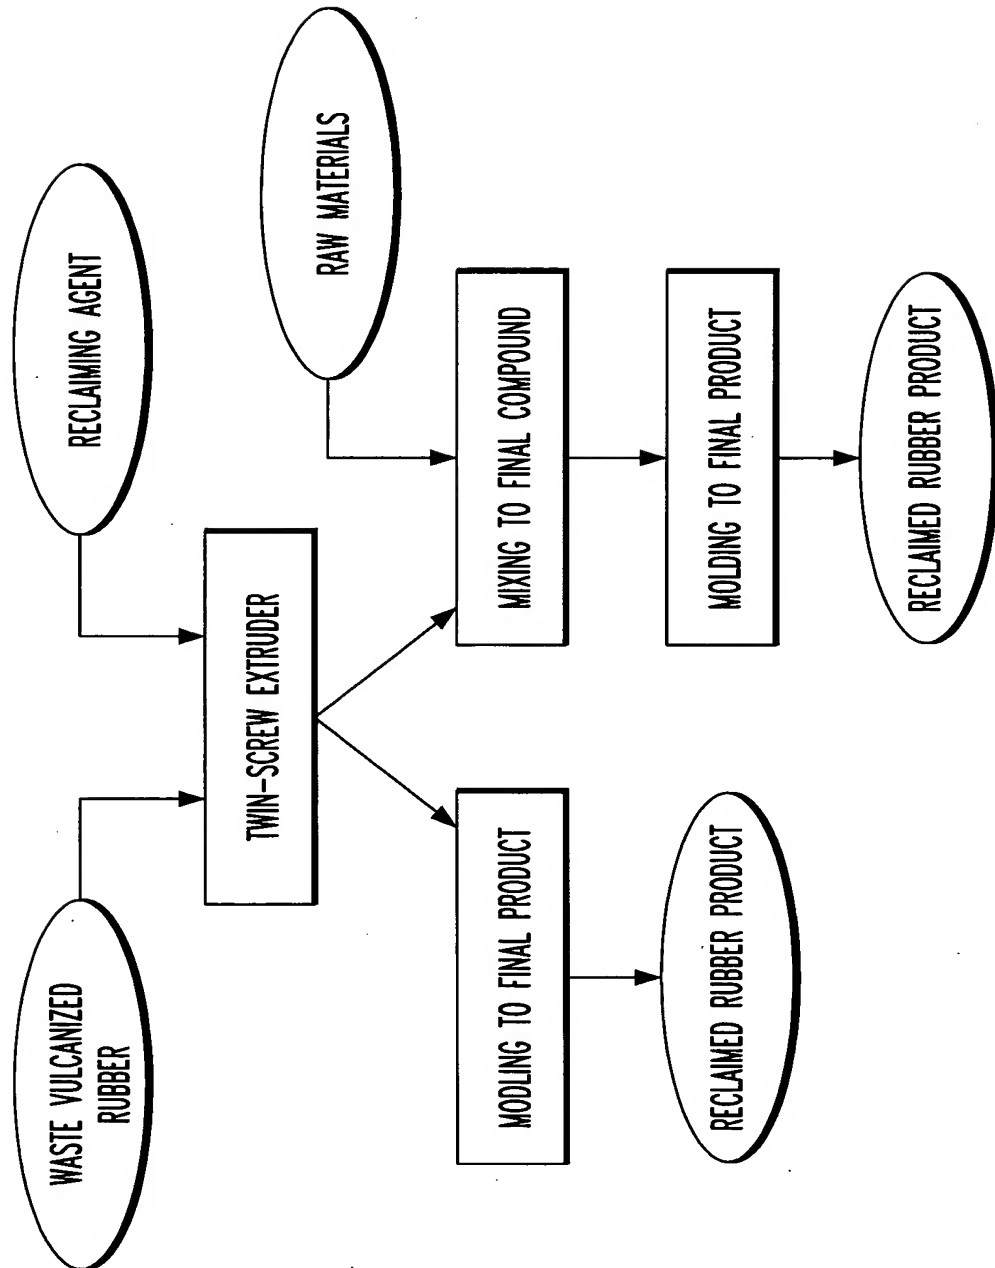 WASTE VULCANIZED
RUBBER
RECLAIMING AGENT
TWIN-SCREW EXTRUDER
RAW MATERIALS
MODLING TO FINAL PRODUCT
MIXING TO FINAL COMPOUND
RECLAIMED RUBBER PRODUCT
MOLDING TO FINAL PRODUCT
RECLAIMED RUBBER PRODUCT